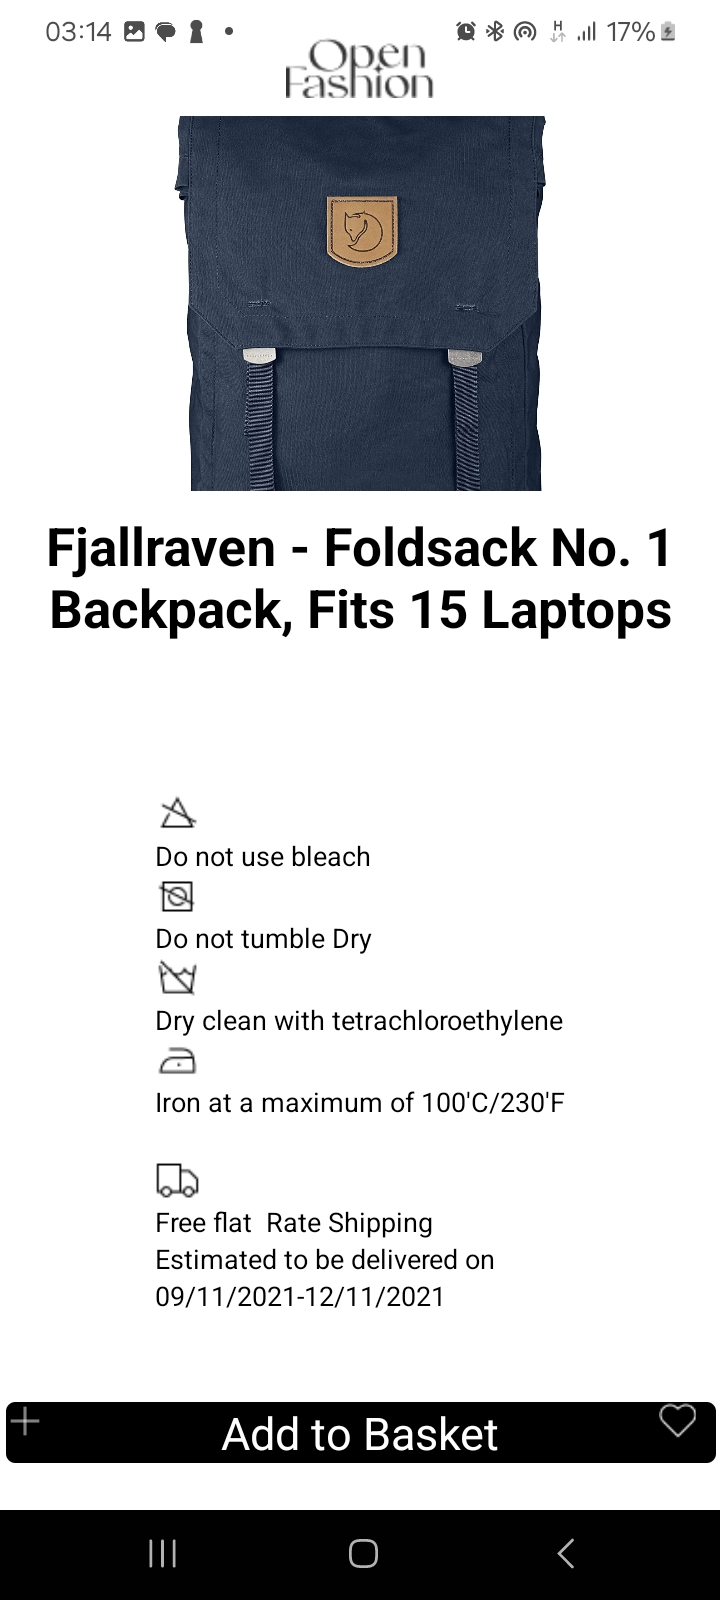 03:14
H
17%
Open
Fashion
Fjallraven - Foldsack No. 1
Backpack, Fits 15 Laptops
Do not use bleach
Do not tumble Dry
Dry clean with tetrachloroethylene
Iron at a maximum of 100'C/230'F
Free flat  Rate Shipping
Estimated to be delivered on
09/11/2021-12/11/2021
Add to Basket